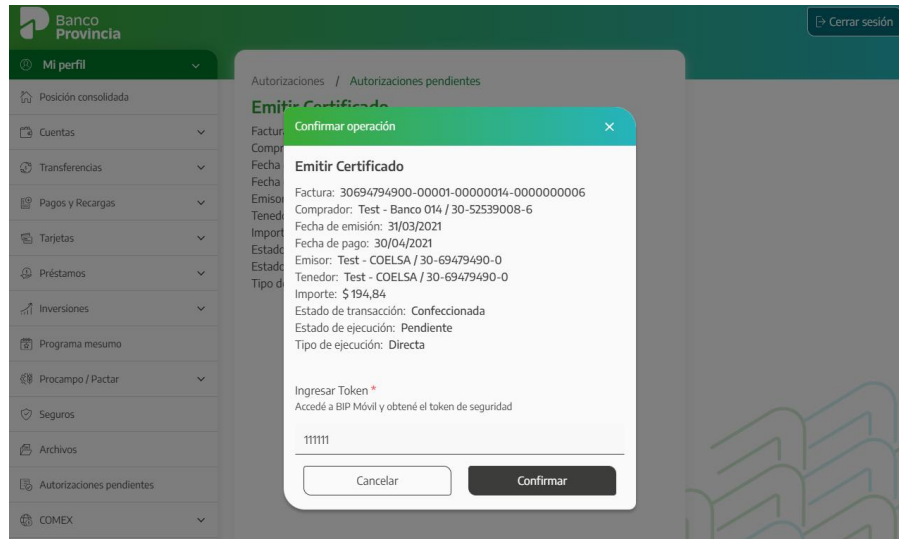 Banco
Provincia
Cerrar sesión
Mi perfil
Posición consolidada
Cuentas
Transferencias
Pagos y Recargas
Tarjetas
Préstamos
Inversiones
Programa mesumo
Procampo / Pactar
Seguros
Archivos
Autorizaciones pendientes
COMEX
Autorizaciones / Autorizaciones pendientes
Emitir Certificado
Fecha
Fecha
Confirmar operación
Emitir Certificado
Factura: 30694794900-00001-00000014-0000000006
Comprador: Test - Banco 014 / 30-52539008-6
Fecha de emisión: 31/03/2021
Fecha de pago: 30/04/2021
Emisor: Test - COELSA / 30-69479490-0
Tenedor: Test - COELSA / 30-69479490-0
Importe: $ 194,84
Estado de transacción: Confeccionada
Estado de ejecución: Pendiente
Tipo de ejecución: Directa
Ingresar Token *
Accedé a BIP Móvil y obtené el token de seguridad
111111
Cancelar
Confirmar